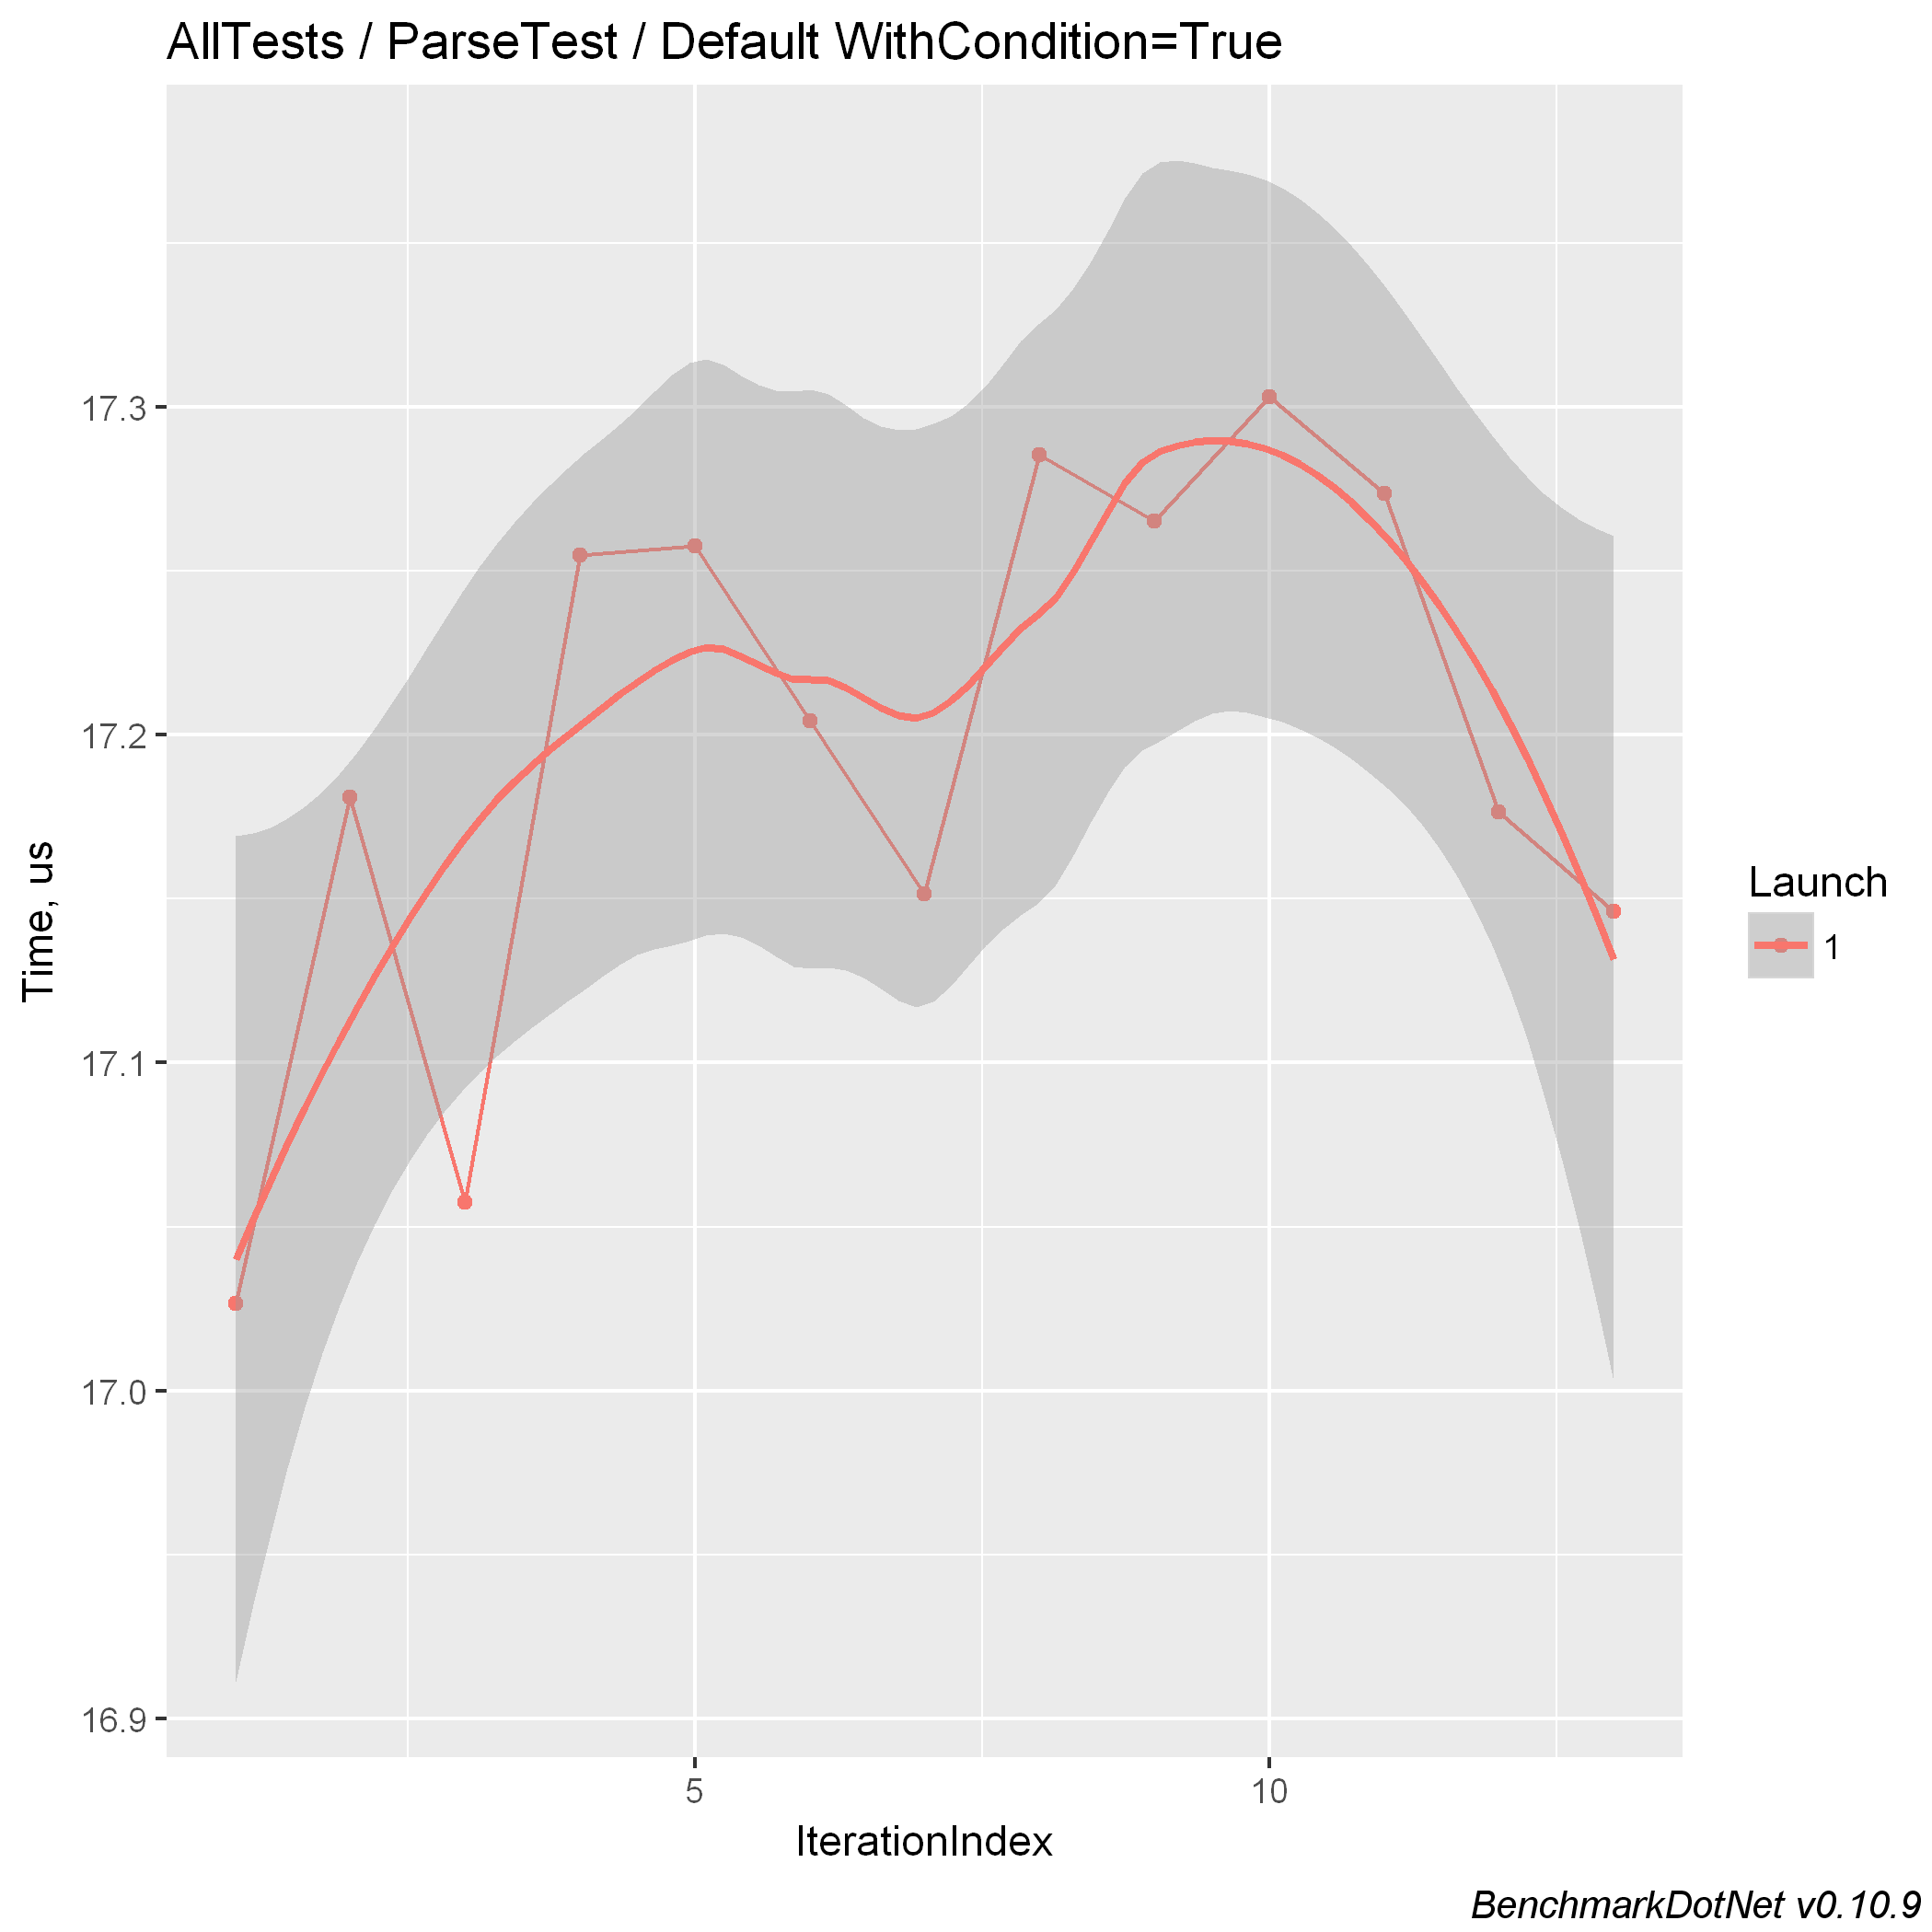 AllTests / ParseTest / Default WithCondition=True
Time, us
17.3
17.2
17.1
17.0
16.9
5
10
IterationIndex
Launch
1
BenchmarkDotNet v0.10.9